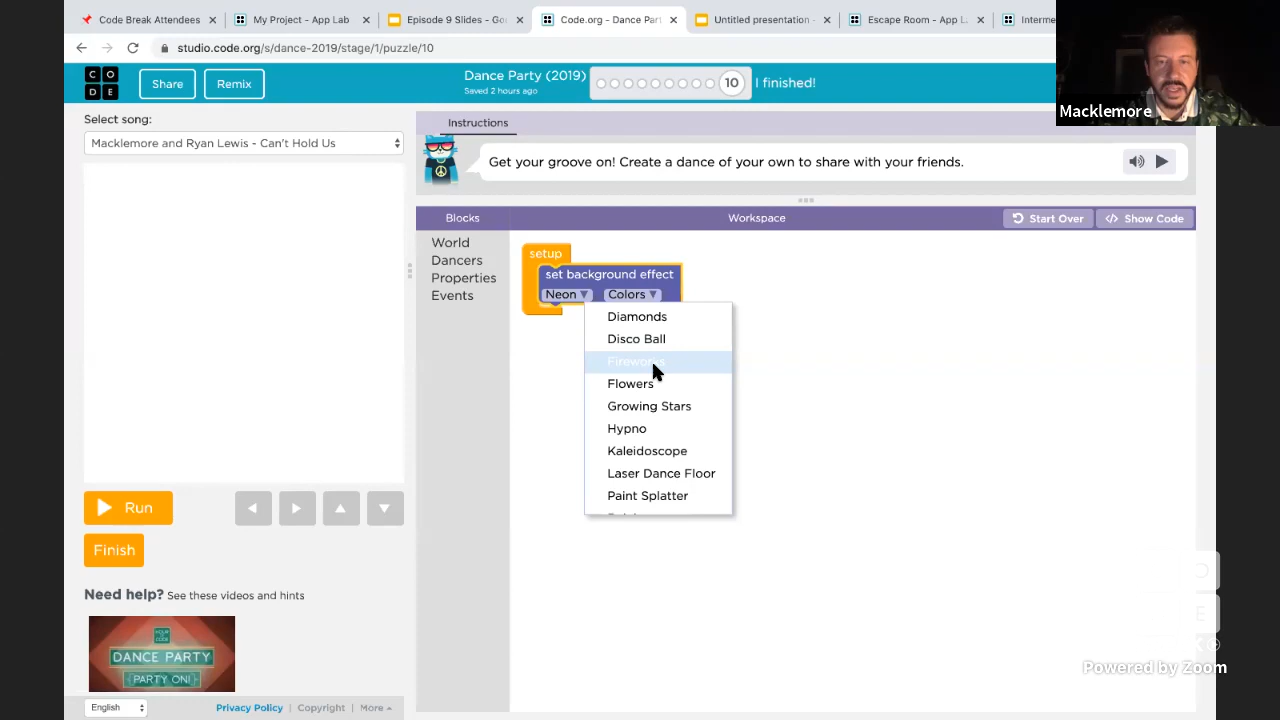 Code Break Attendees
My Project - App Lab
Episode 9 Slides - Go
Code.org - Dance Par
Untitled presentation -
Escape Room - App L
Interme
studio.code.org/s/dance-2019/stage/1/puzzle/10
CODE
Share
Remix
Dance Party (2019)
Saved 2 hours ago
10
I finished!
Macklemore
Select song:
Macklemore and Ryan Lewis - Can't Hold Us
Instructions
Get your groove on! Create a dance of your own to share with your friends.
Blocks
Workspace
Start Over
</> Show Code
World
Dancers
Properties
Events
setup
set background effect
Neon
Colors
Diamonds
Disco Ball
Fireworks
Flowers
Growing Stars
Hypno
Kaleidoscope
Laser Dance Floor
Paint Splatter
Run
Finish
Need help? See these videos and hints
DANCE PARTY
PARTY ON!
English
Privacy Policy | Copyright | More
Powered by Zoom